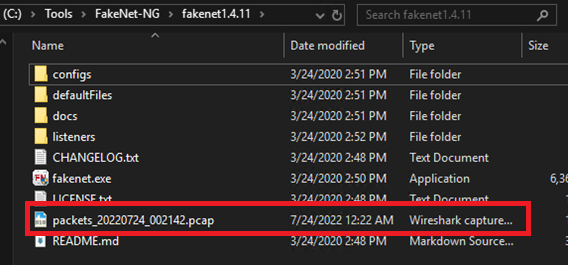 (C:) > Tools > FakeNet-NG > fakenet1.4.11 > Search fakenet1.4.11
Name Date modified Type Size
configs 3/24/2020 2:51 PM File folder
defaultFiles 3/24/2020 2:51 PM File folder
docs 3/24/2020 2:51 PM File folder
listeners 3/24/2020 2:52 PM File folder
CHANGELOG.txt 3/24/2020 2:48 PM Text Document
fakenet.exe 3/24/2020 2:51 PM Application 6,36
LICENSE.txt 3/24/2020 2:48 PM Text Document
packets_20220724_002142.pcap 7/24/2022 12:22 AM Wireshark capture...
README.md 3/24/2020 2:48 PM Markdown Source...